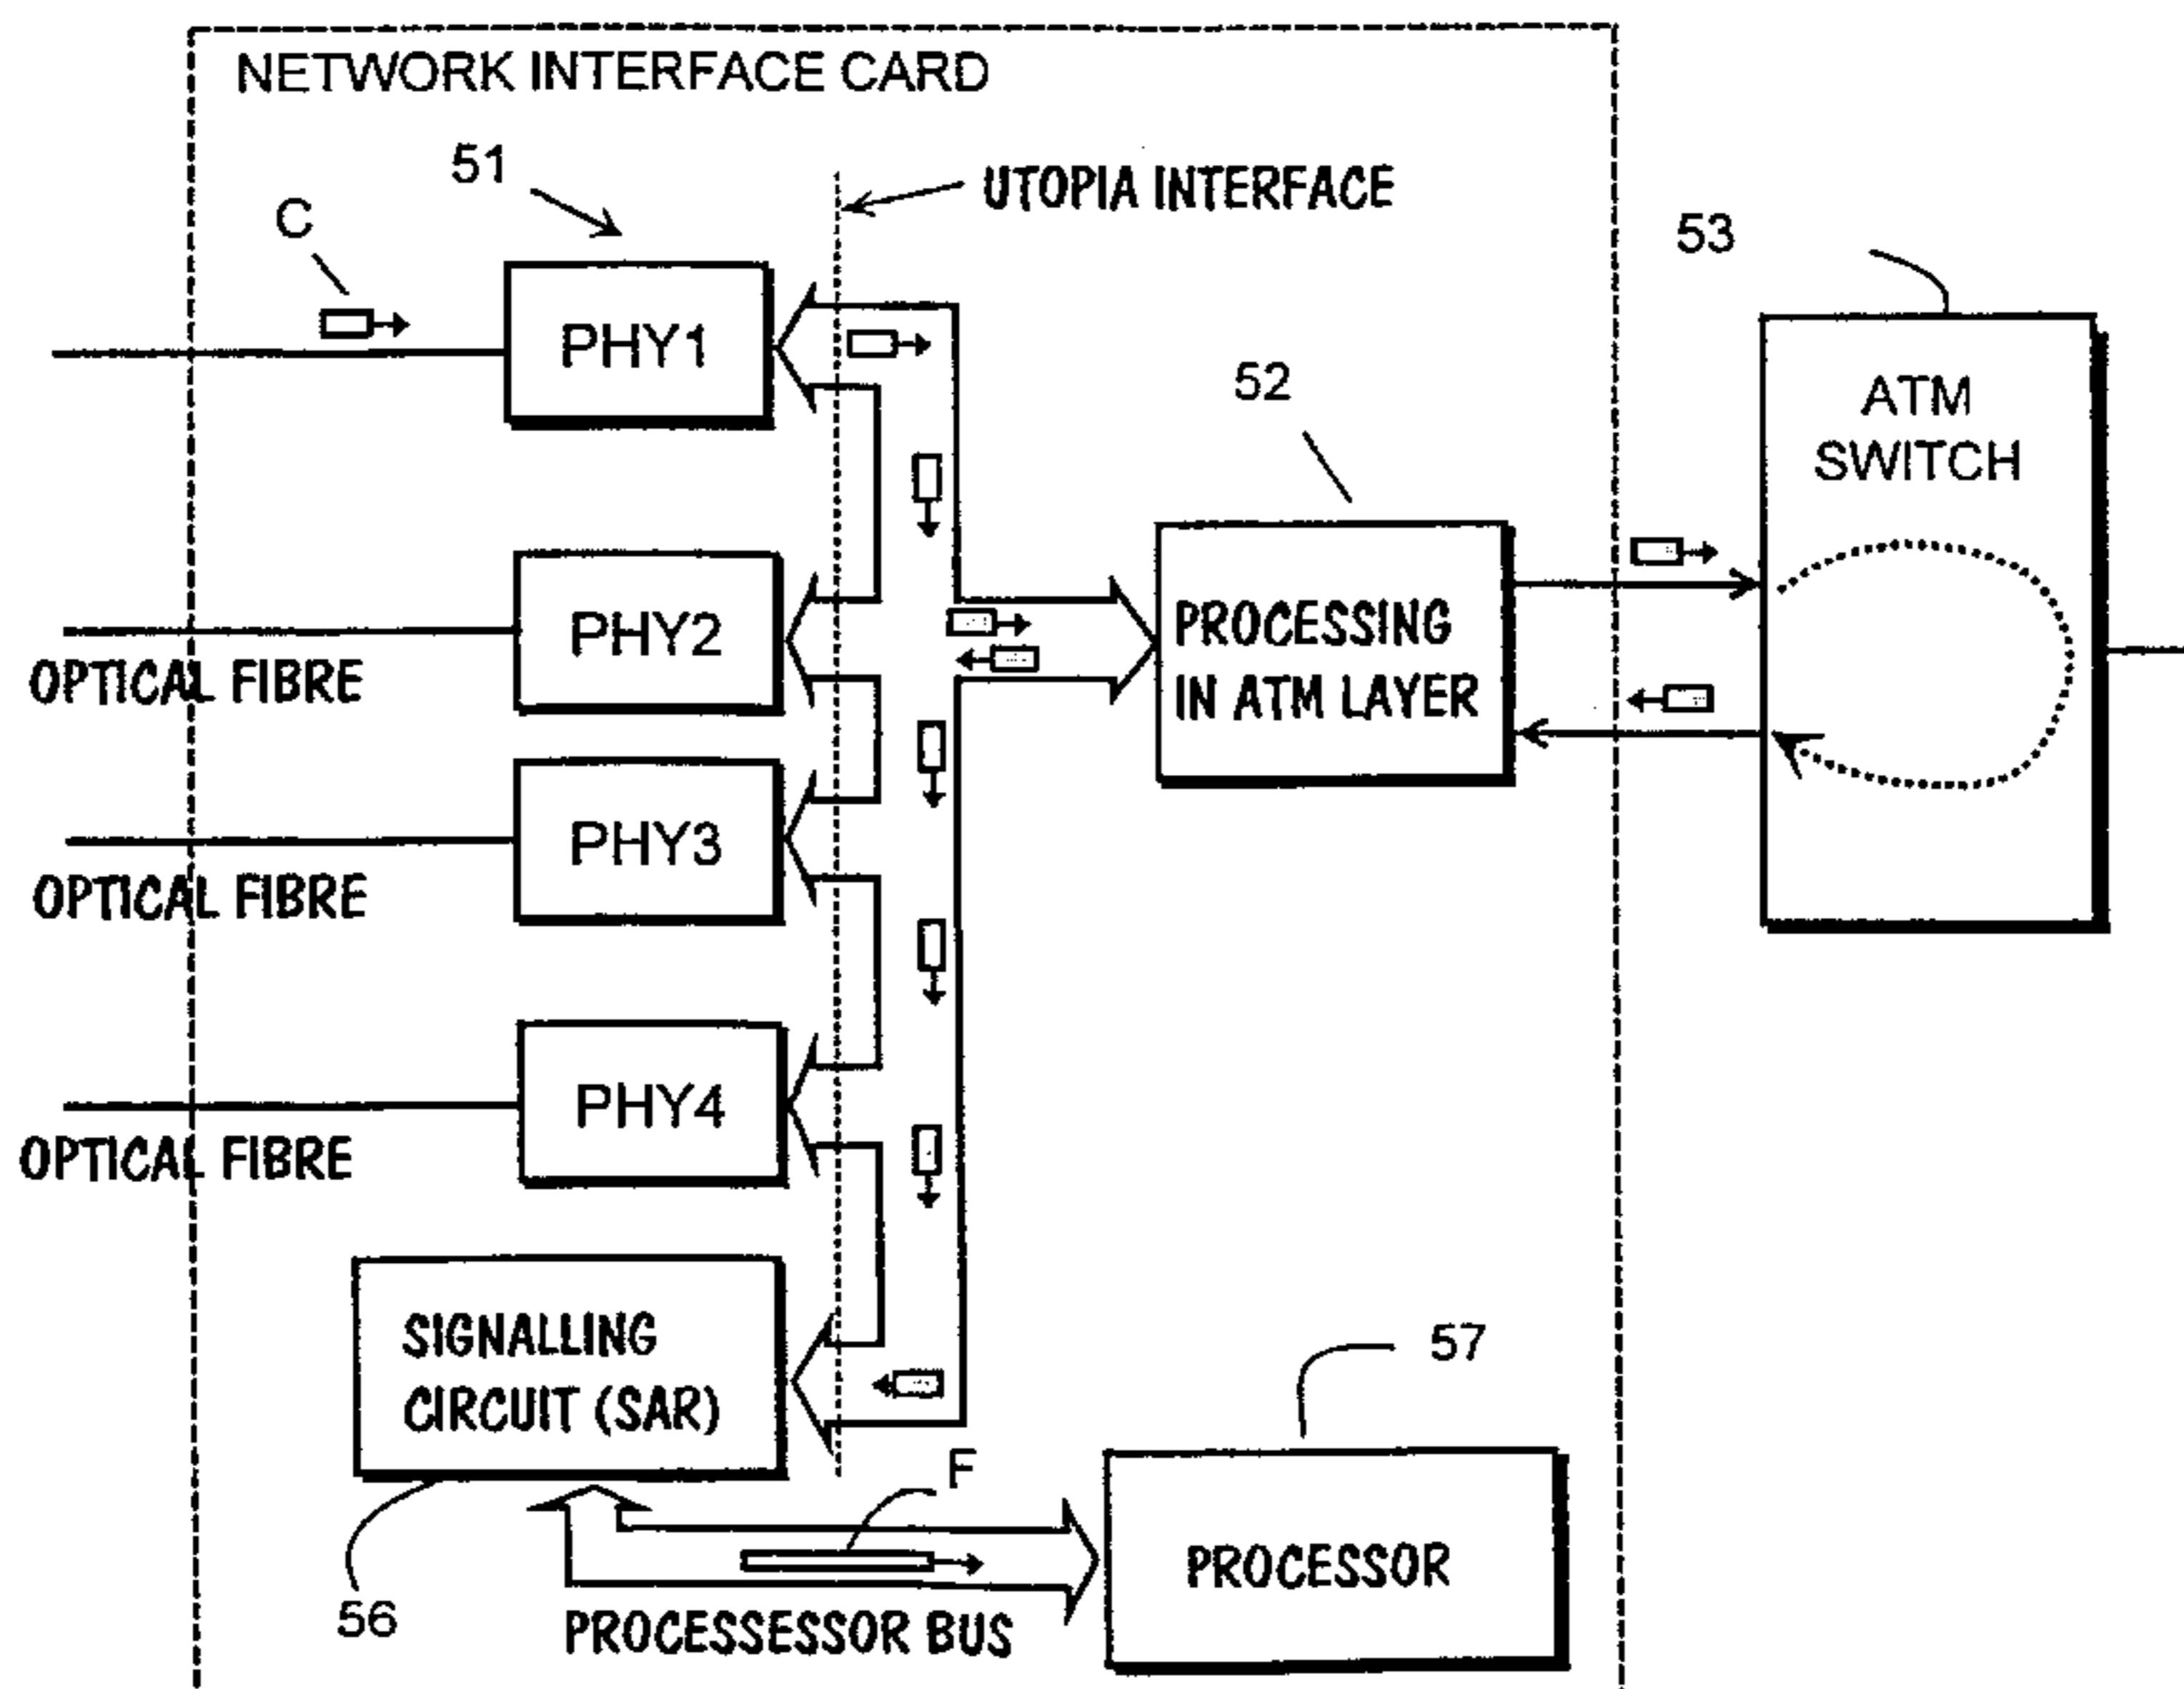 NETWORK INTERFACE CARD
51
UTOPIA INTERFACE
C
53
PHY1
52
ATM
SWITCH
PHY2
OPTICAL FIBRE
PROCESSING
IN ATM LAYER
PHY3
OPTICAL FIBRE
PHY4
OPTICAL FIBRE
SIGNALLING
CIRCUIT (SAR)
57
F
PROCESSOR
56
PROCESSESSOR BUS